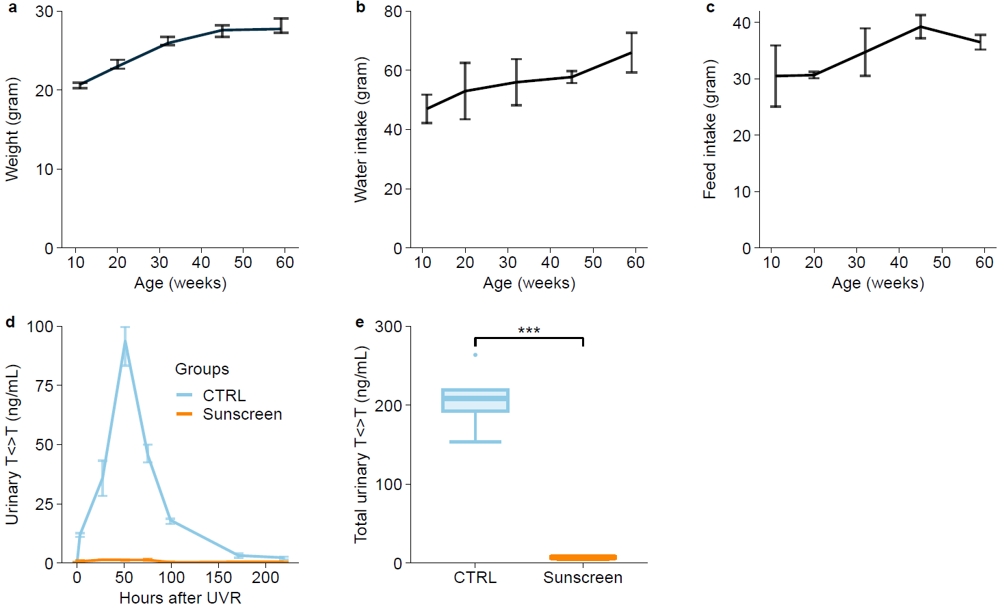 a
30
20
10
0
Weight (gram)
10 20 30 40 50 60
Age (weeks)
b
80
60
40
20
0
Water intake (gram)
10 20 30 40 50 60
Age (weeks)
c
40
30
20
10
0
Feed intake (gram)
10 20 30 40 50 60
Age (weeks)
d
100
75
50
25
0
Urinary T<>T (ng/mL)
Groups
CTRL
Sunscreen
0 50 100 150 200
Hours after UVR
e
300
200
100
0
Total urinary T<>T (ng/mL)
***
CTRL Sunscreen